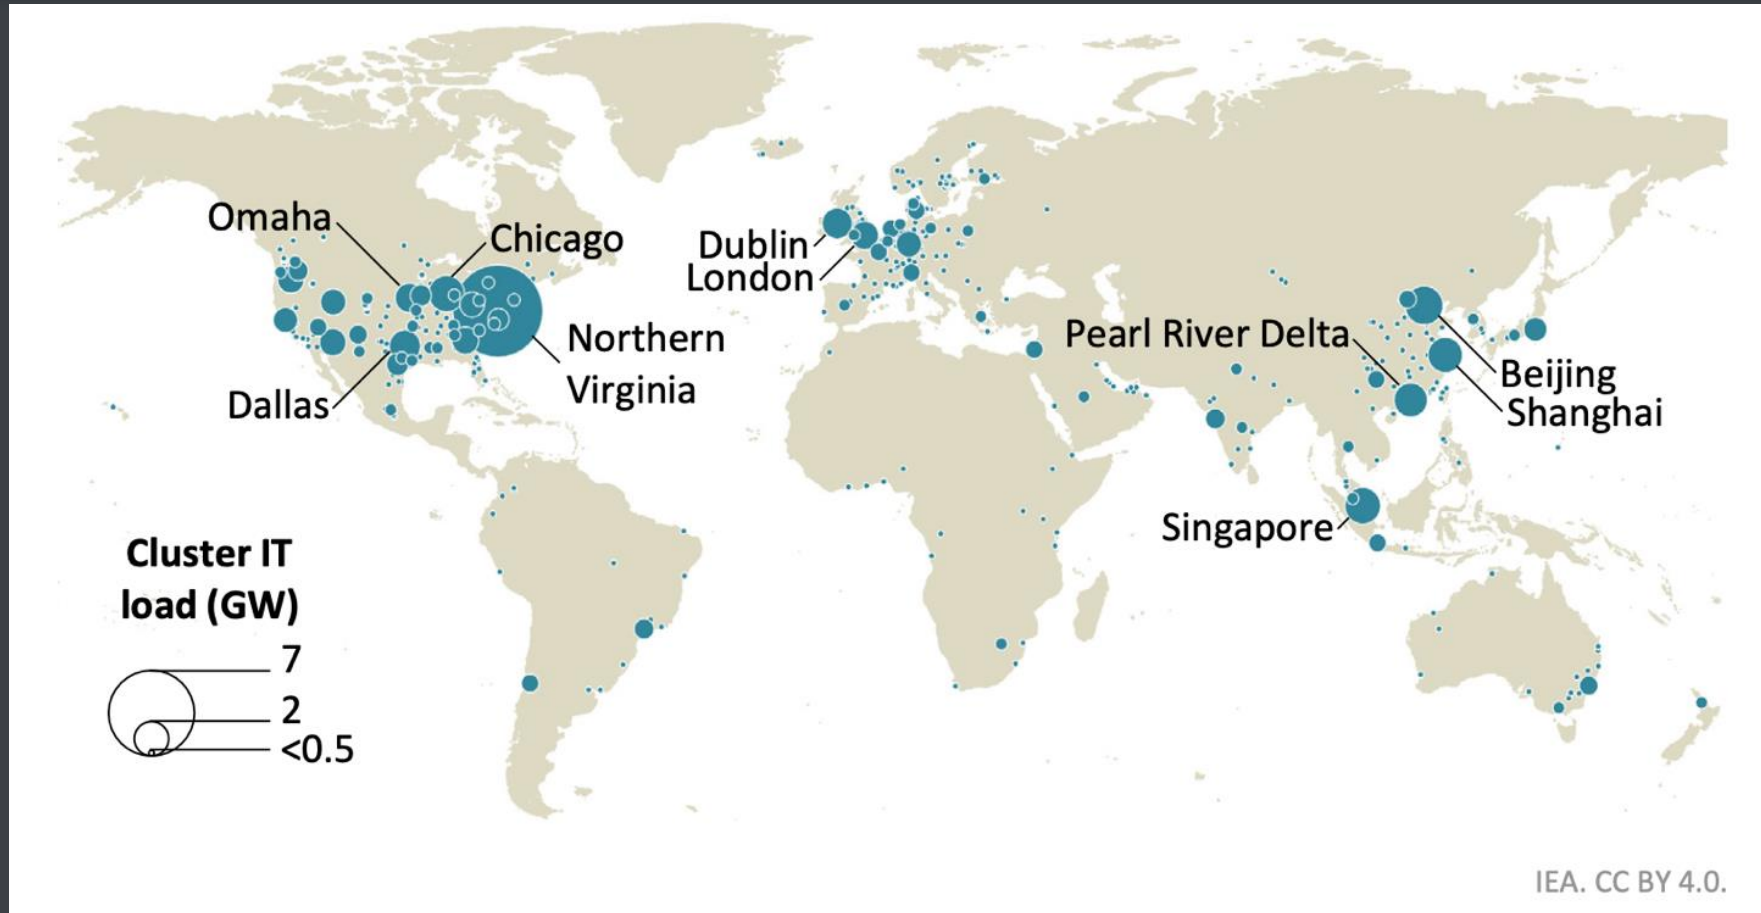 Omaha
Chicago
Dublin
London
Northern
Virginia
Dallas
Pearl River Delta
Beijing
Shanghai
Singapore
Cluster IT
load (GW)
7
2
<0.5
IEA. CC BY 4.0.